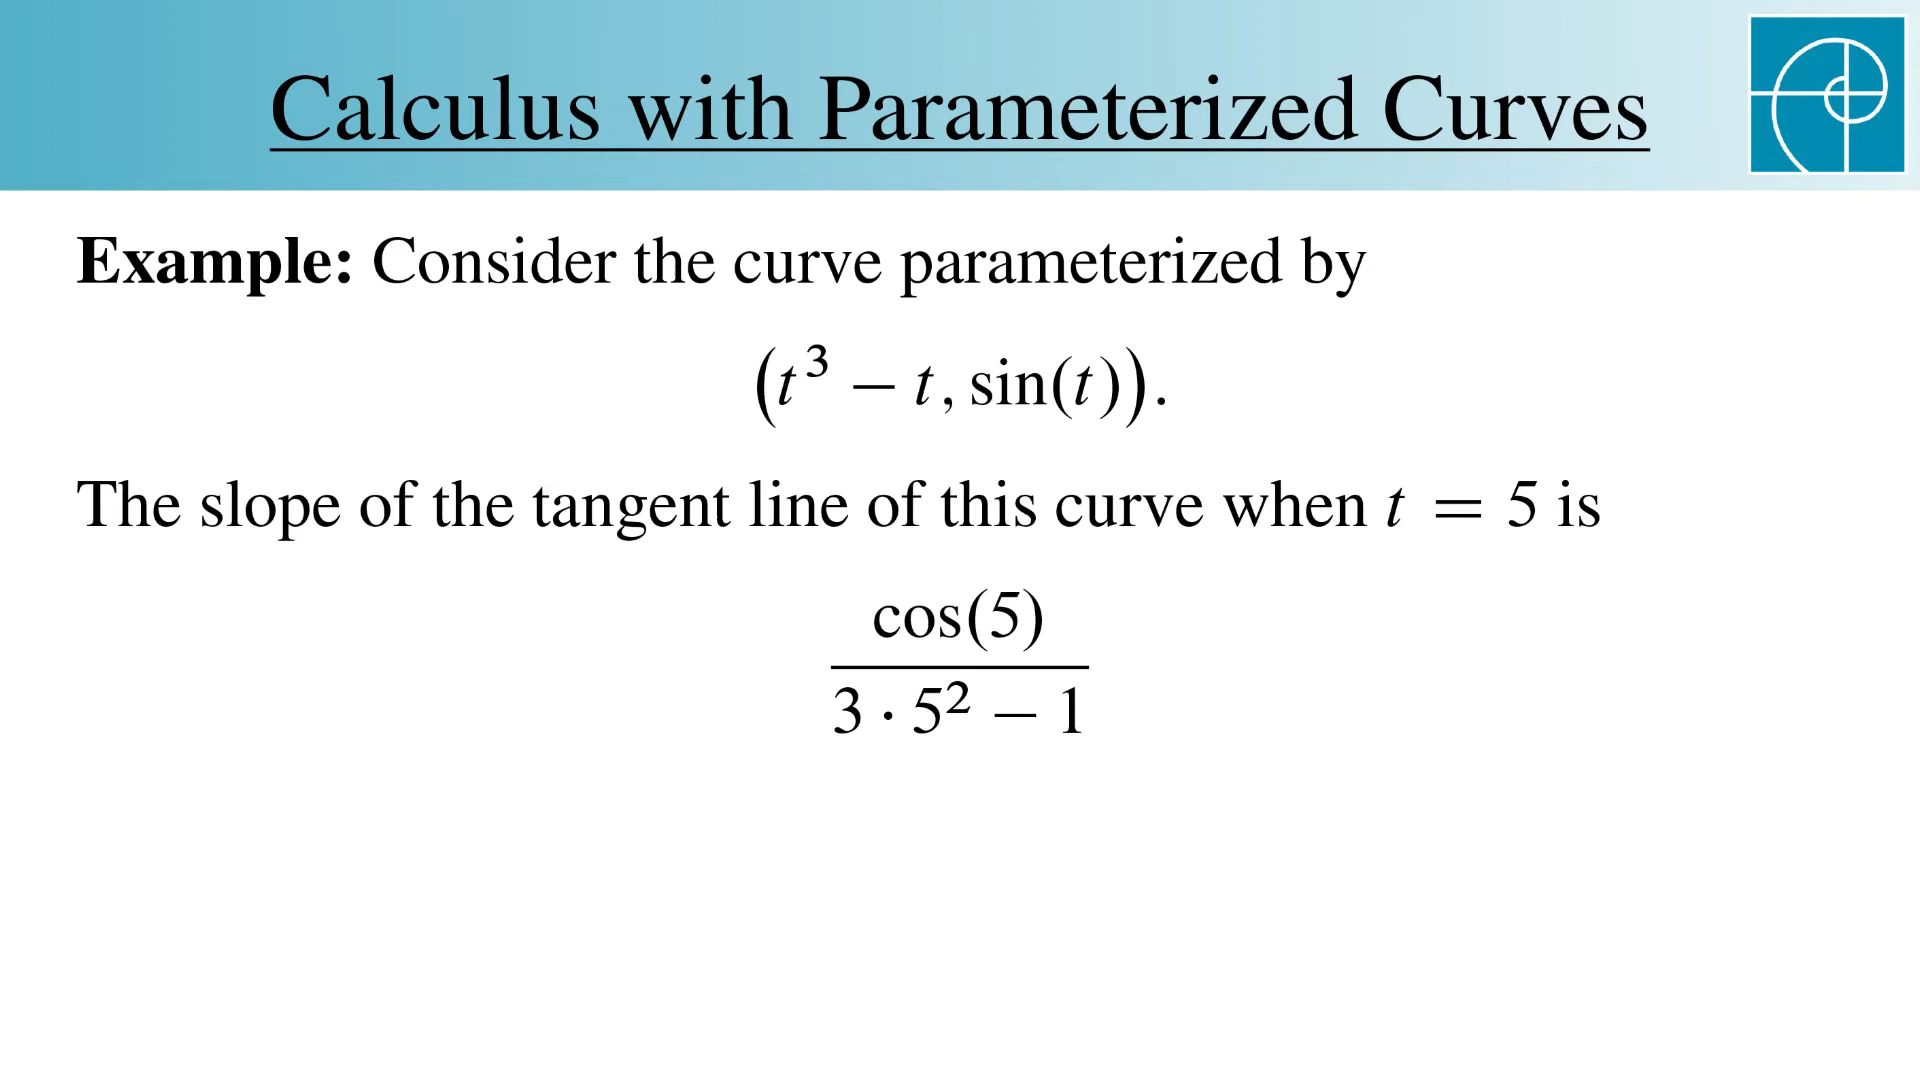 Calculus with Parameterized Curves
Example: Consider the curve parameterized by
(t³ − t, sin(t)).
The slope of the tangent line of this curve when t = 5 is
cos(5)
3 · 5² − 1